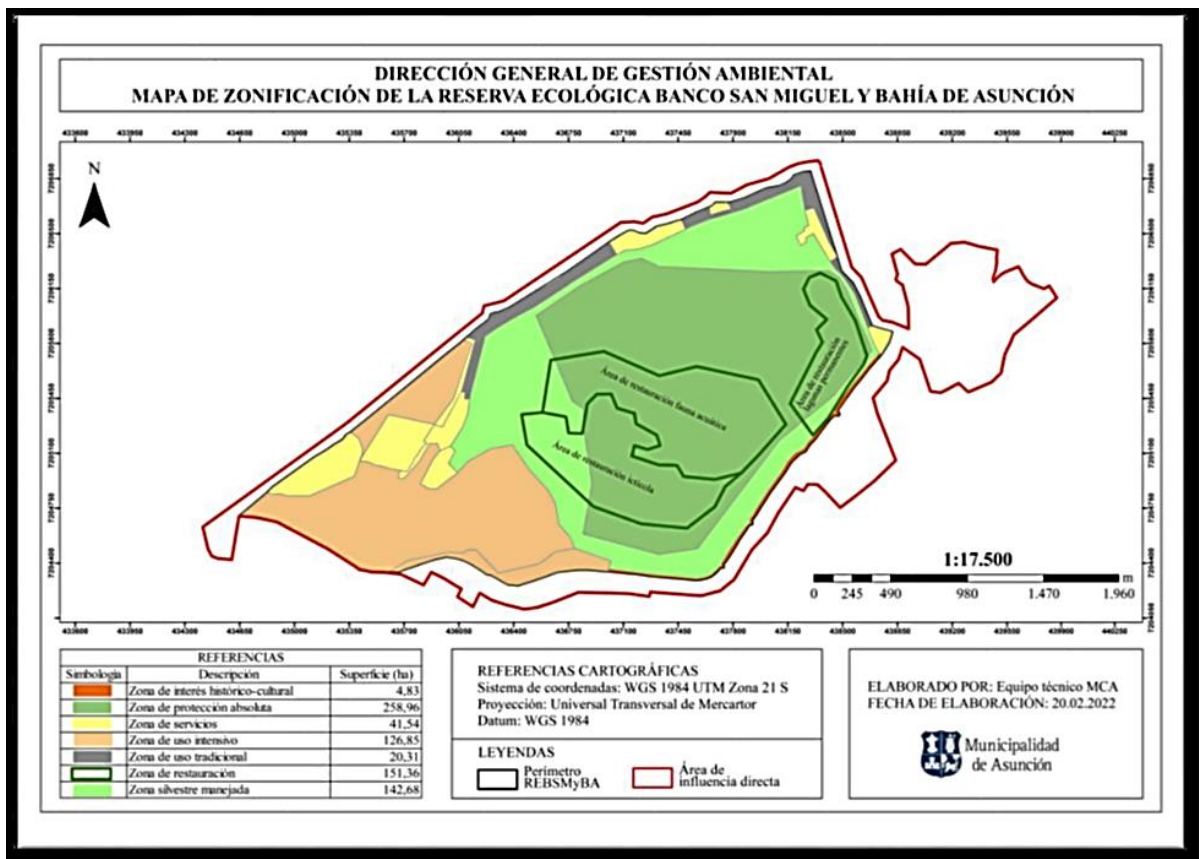 DIRECCIÓN GENERAL DE GESTIÓN AMBIENTAL
MAPA DE ZONIFICACIÓN DE LA RESERVA ECOLÓGICA BANCO SAN MIGUEL Y BAHÍA DE ASUNCIÓN
N
Área de restauración fauna acuática
Área de restauración ictícola
Área de restauración
lagunas permanentes
1:17.500
m
0 245 490 980 1.470 1.960
REFERENCIAS
Simbología Descripción Superficie (ha)
Zona de interés histórico-cultural 4,83
Zona de protección absoluta 258,96
Zona de servicios 41,54
Zona de uso intensivo 126,85
Zona de uso tradicional 20,31
Zona de restauración 151,36
Zona silvestre manejada 142,68
REFERENCIAS CARTOGRÁFICAS
Sistema de coordenadas: WGS 1984 UTM Zona 21 S
Proyección: Universal Transversal de Mercartor
Datum: WGS 1984
LEYENDAS
Perímetro
REBSMyBA
Área de
influencia directa
ELABORADO POR: Equipo técnico MCA
FECHA DE ELABORACIÓN: 20.02.2022
Municipalidad
de Asunción